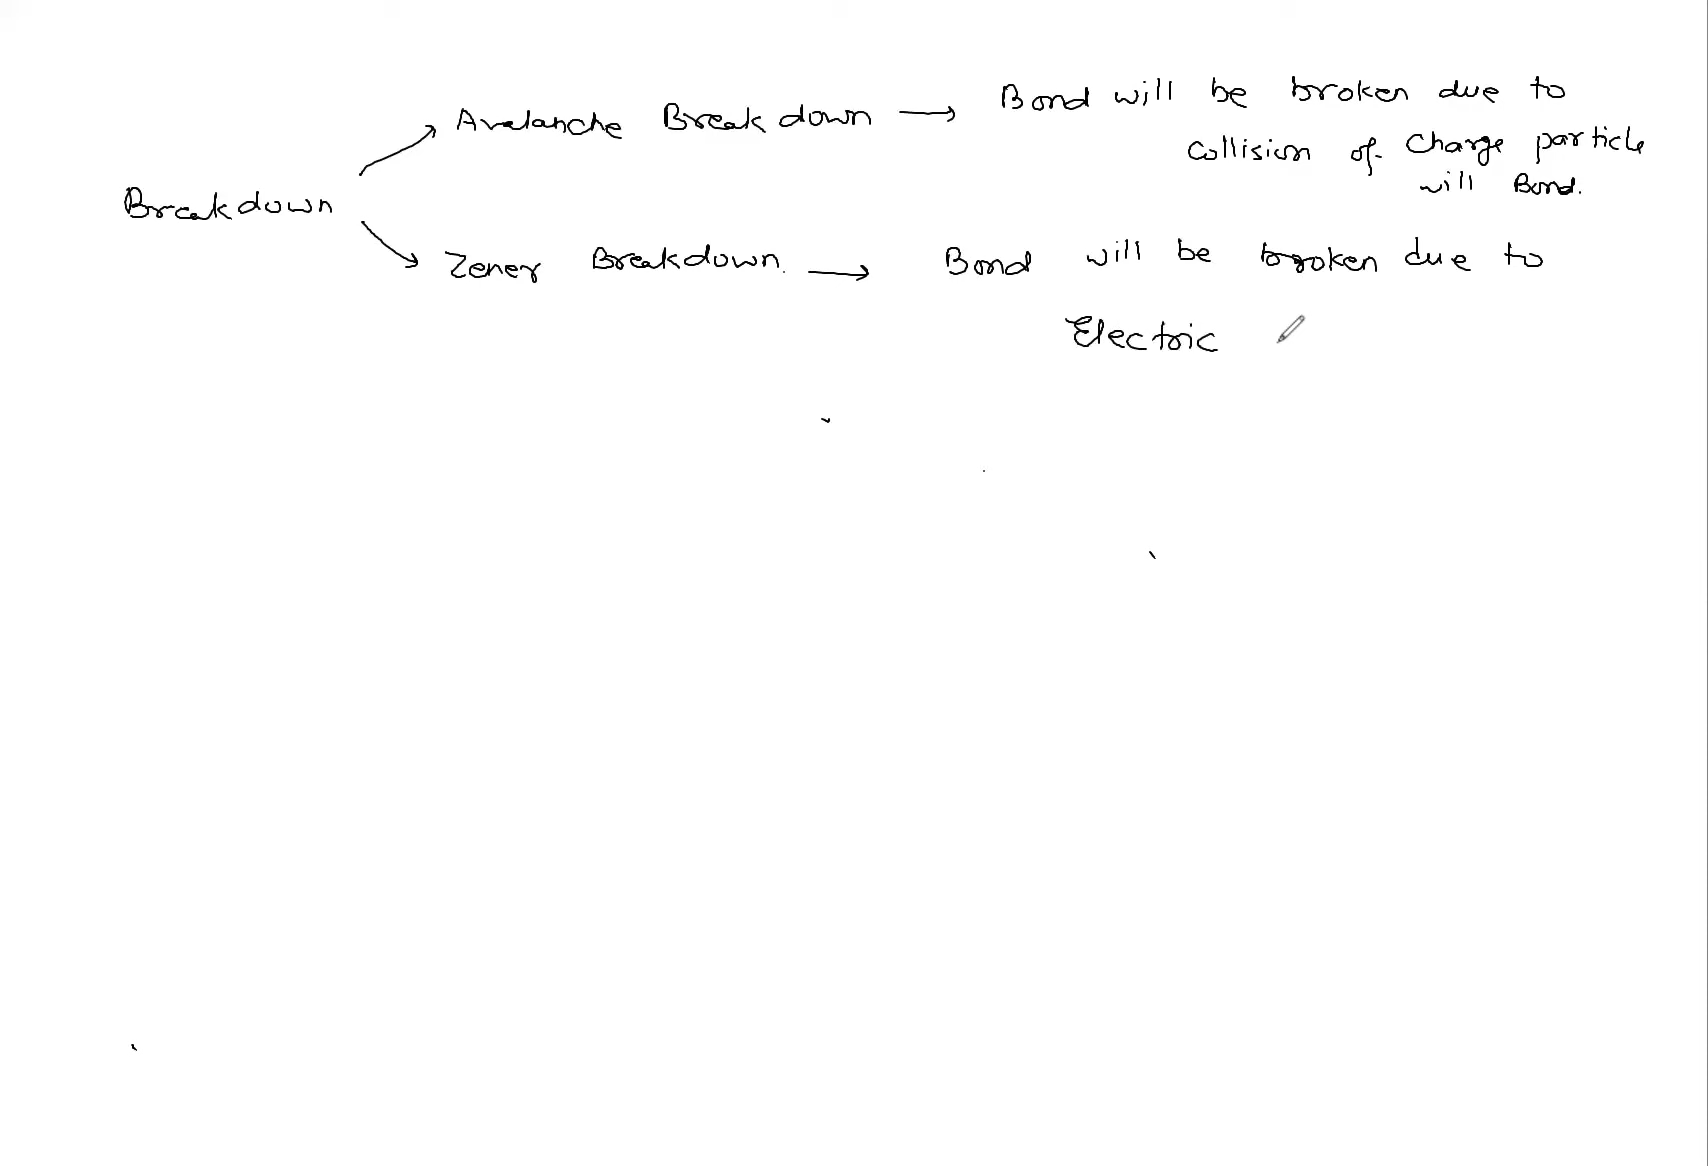 Avalanche Breakdown → Bond will be broken due to
collision of charge particle
will Bond.
Breakdown
Zener Breakdown. → Bond will be broken due to
Electric